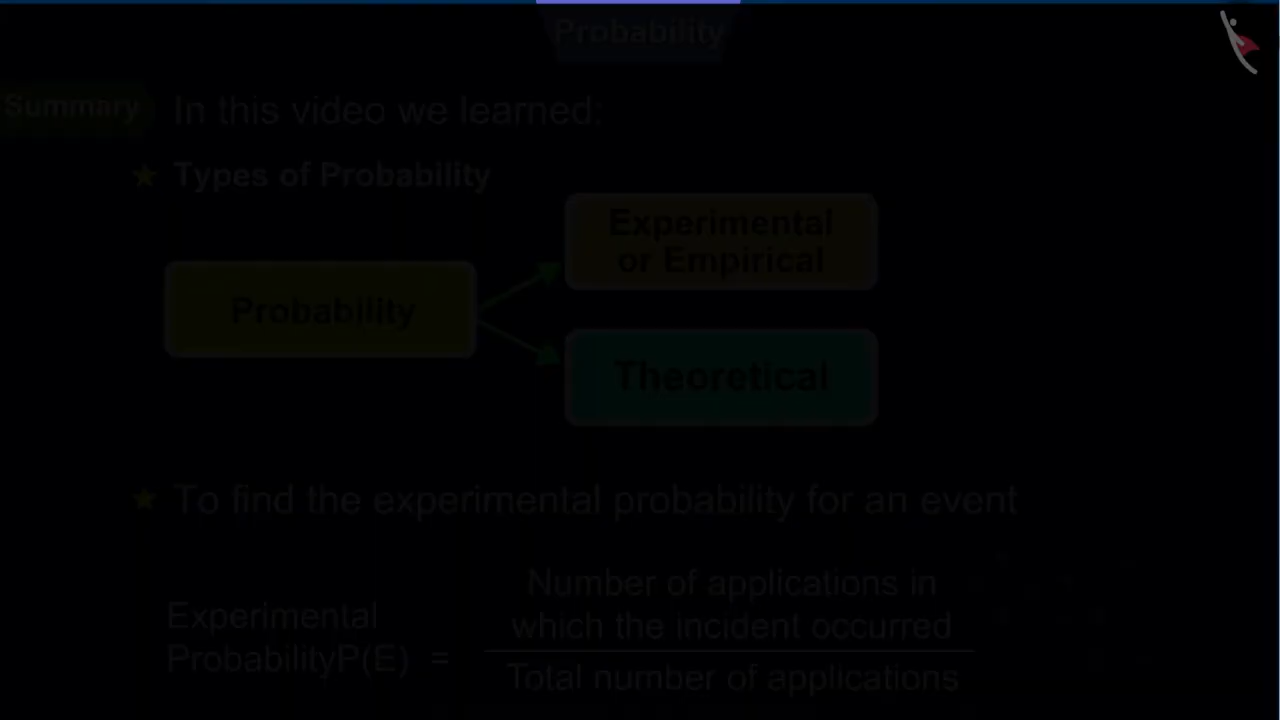 Probability
Summary
In this video we learned:
Types of Probability
Experimental
or Empirical
Probability
Theoretical
To find the experimental probability for an event
Number of applications in
which the incident occurred
Experimental
ProbabilityP(E) =
Total number of applications